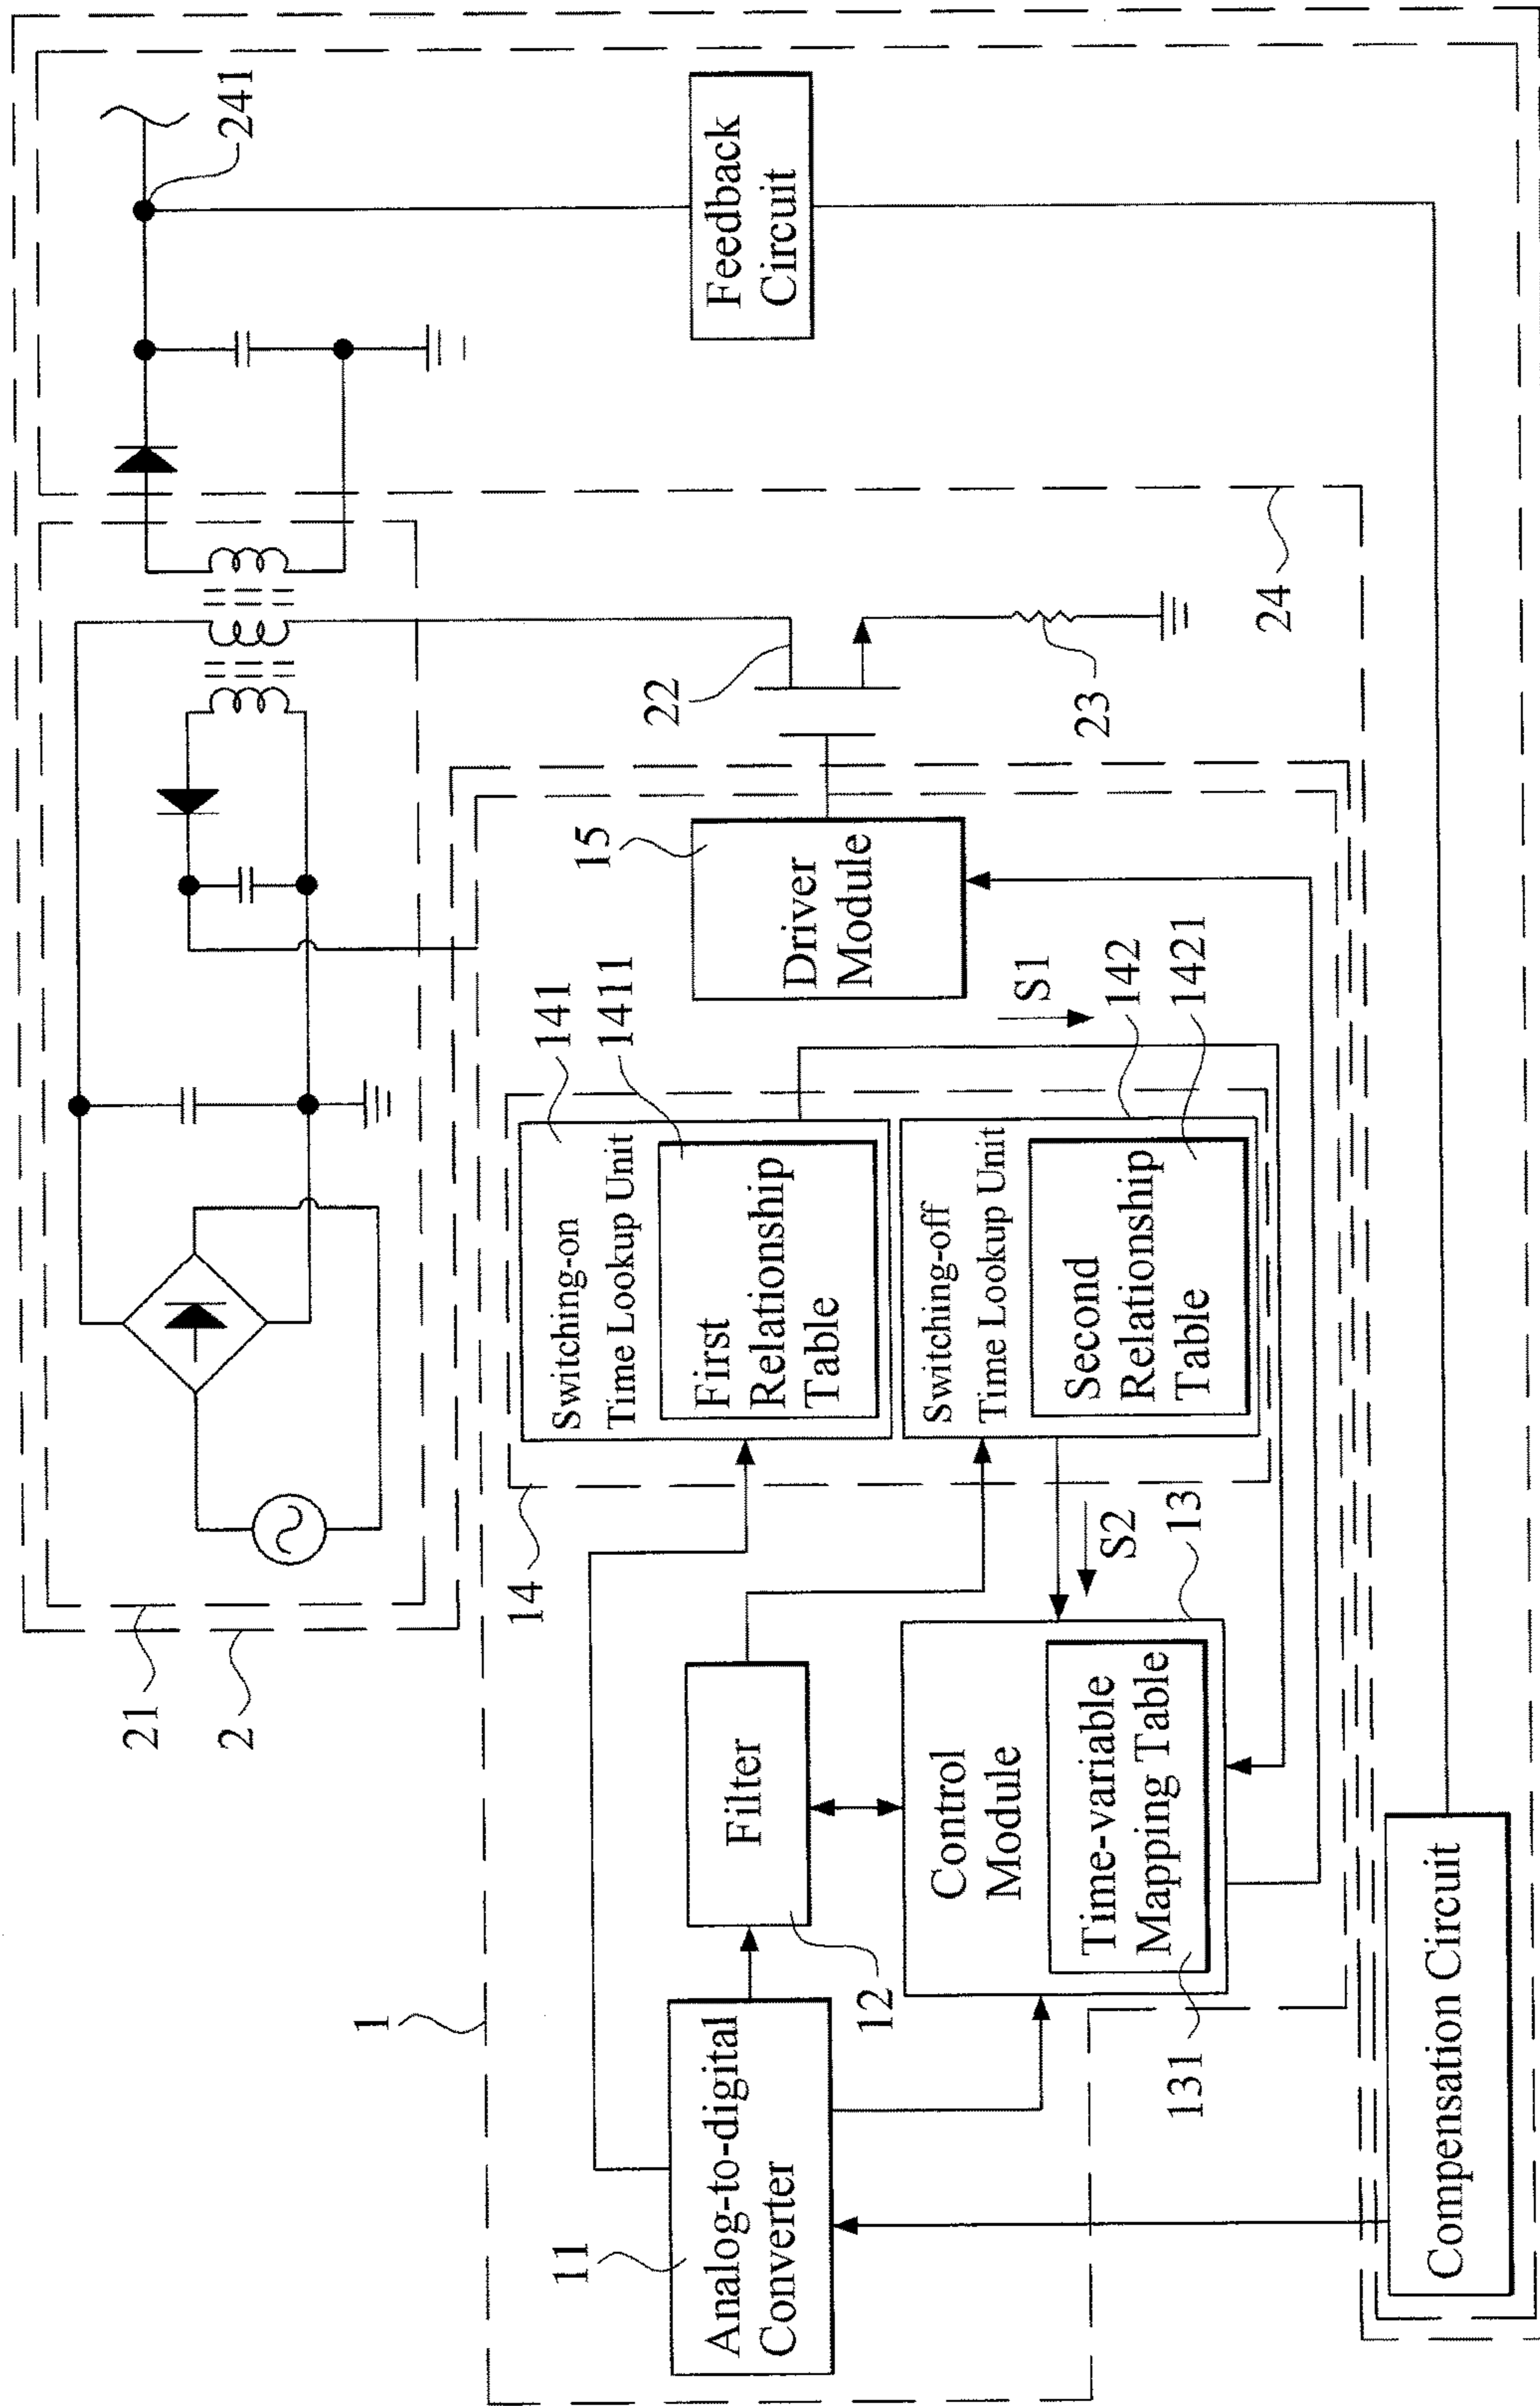 21
2
241
Feedback
Circuit
24
22
23
15
Driver
Module
S1
141
1411
142
1421
Switching-on
Time Lookup Unit
First
Relationship
Table
Switching-off
Time Lookup Unit
Second
Relationship
Table
14
S2
13
Filter
12
Control
Module
Time-variable
Mapping Table
131
1
11
Analog-to-digital
Converter
Compensation Circuit